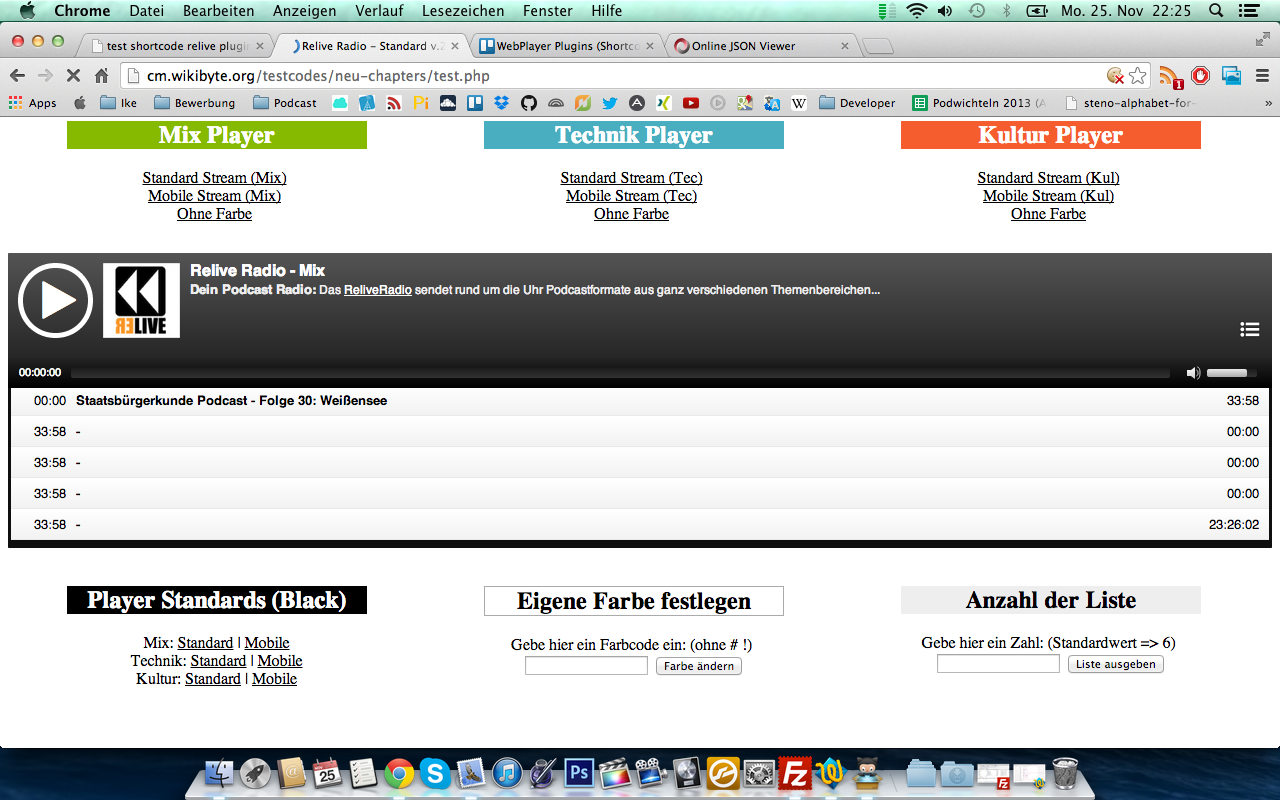 Chrome Datei Bearbeiten Anzeigen Verlauf Lesezeichen Fenster Hilfe Mo. 25. Nov 22:25
test shortcode relive plugin Relive Radio – Standard v. WebPlayer Plugins (Shortco Online JSON Viewer
cm.wikibyte.org/testcodes/neu-chapters/test.php 1
Apps Ike Bewerbung Podcast Developer Podwichteln 2013 (A steno-alphabet-for- »
Mix Player Technik Player Kultur Player
Standard Stream (Mix) Standard Stream (Tec) Standard Stream (Kul)
Mobile Stream (Mix) Mobile Stream (Tec) Mobile Stream (Kul)
Ohne Farbe Ohne Farbe Ohne Farbe
Relive Radio - Mix
Dein Podcast Radio: Das ReliveRadio sendet rund um die Uhr Podcastformate aus ganz verschiedenen Themenbereichen...
RELIVE
00:00:00
00:00 Staatsbürgerkunde Podcast - Folge 30: Weißensee 33:58
33:58 - 00:00
33:58 - 00:00
33:58 - 00:00
33:58 - 23:26:02
Player Standards (Black) Eigene Farbe festlegen Anzahl der Liste
Mix: Standard | Mobile Gebe hier ein Farbcode ein: (ohne # !) Gebe hier ein Zahl: (Standardwert => 6)
Technik: Standard | Mobile Farbe ändern Liste ausgeben
Kultur: Standard | Mobile
25 Ps Fz